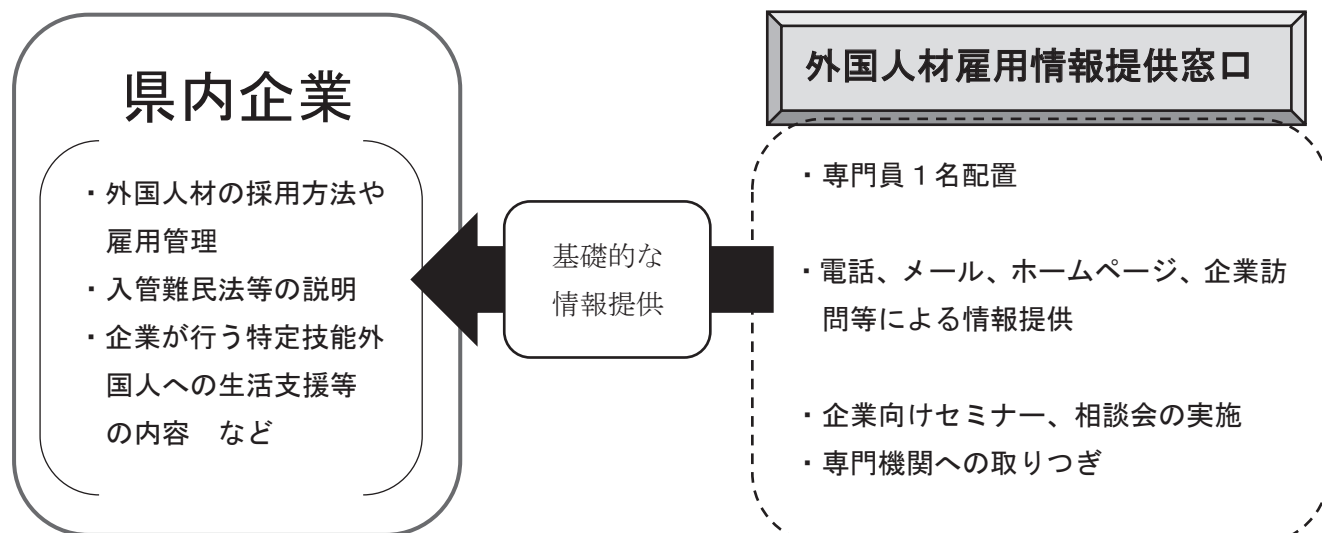 県内企業
・外国人材の採用方法や
雇用管理
・入管難民法等の説明
・企業が行う特定技能外
国人への生活支援等
の内容　など
基礎的な
情報提供
外国人材雇用情報提供窓口
・専門員１名配置
・電話、メール、ホームページ、企業訪
問等による情報提供
・企業向けセミナー、相談会の実施
・専門機関への取りつぎ